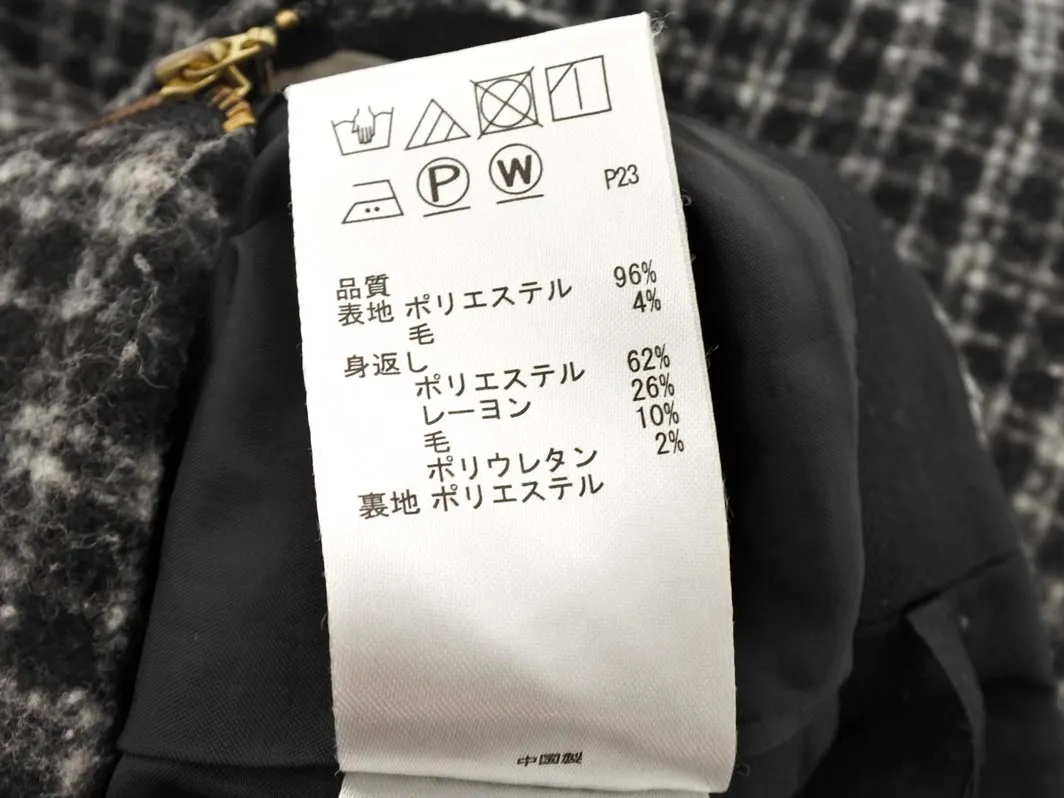 P W P23
品質
表地 ポリエステル 96%
毛 4%
身返し
ポリエステル 62%
レーヨン 26%
毛 10%
ポリウレタン 2%
裏地 ポリエステル
中国製